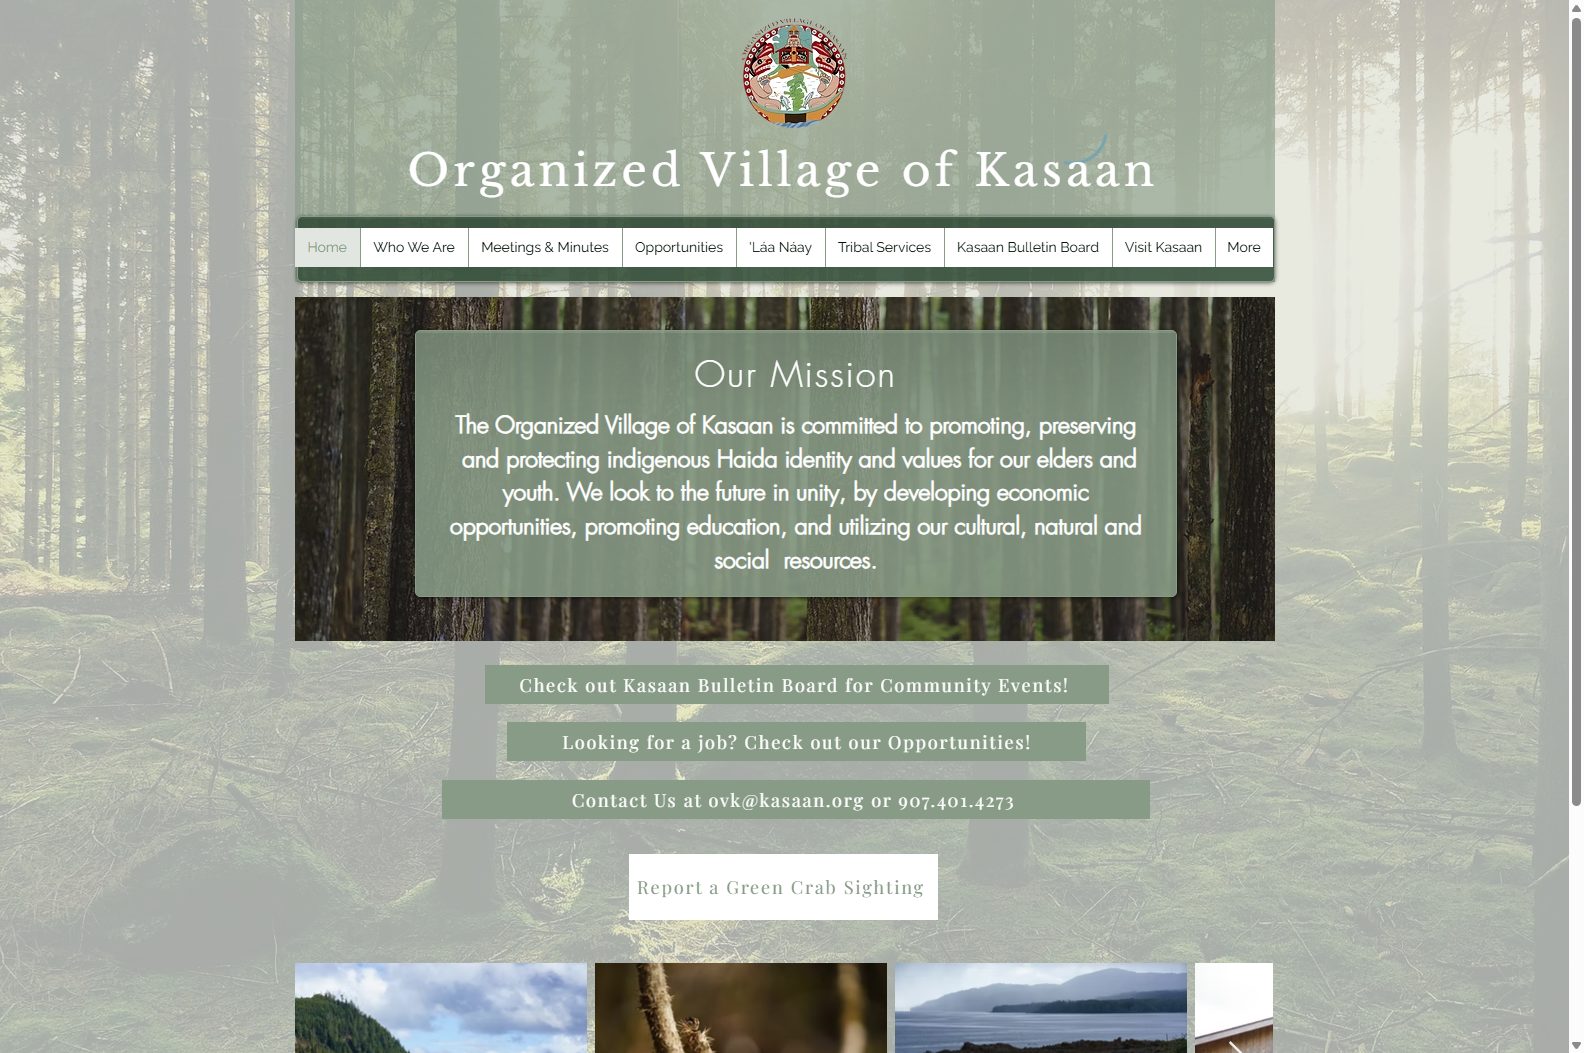 ORGANIZED VILLAGE OF KASAAN
Organized Village of Kasaan
Home
Who We Are
Meetings & Minutes
Opportunities
'Láa Náay
Tribal Services
Kasaan Bulletin Board
Visit Kasaan
More
Our Mission
The Organized Village of Kasaan is committed to promoting, preserving
and protecting indigenous Haida identity and values for our elders and
youth. We look to the future in unity, by developing economic
opportunities, promoting education, and utilizing our cultural, natural and
social  resources.
Check out Kasaan Bulletin Board for Community Events!
Looking for a job? Check out our Opportunities!
Contact Us at ovk@kasaan.org or 907.401.4273
Report a Green Crab Sighting